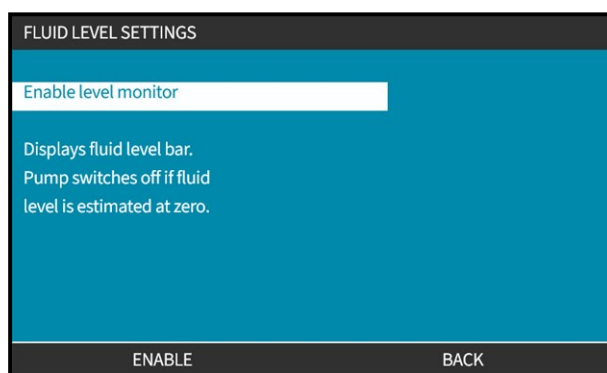 FLUID LEVEL SETTINGS
Enable level monitor
Displays fluid level bar.
Pump switches off if fluid
level is estimated at zero.
ENABLE BACK